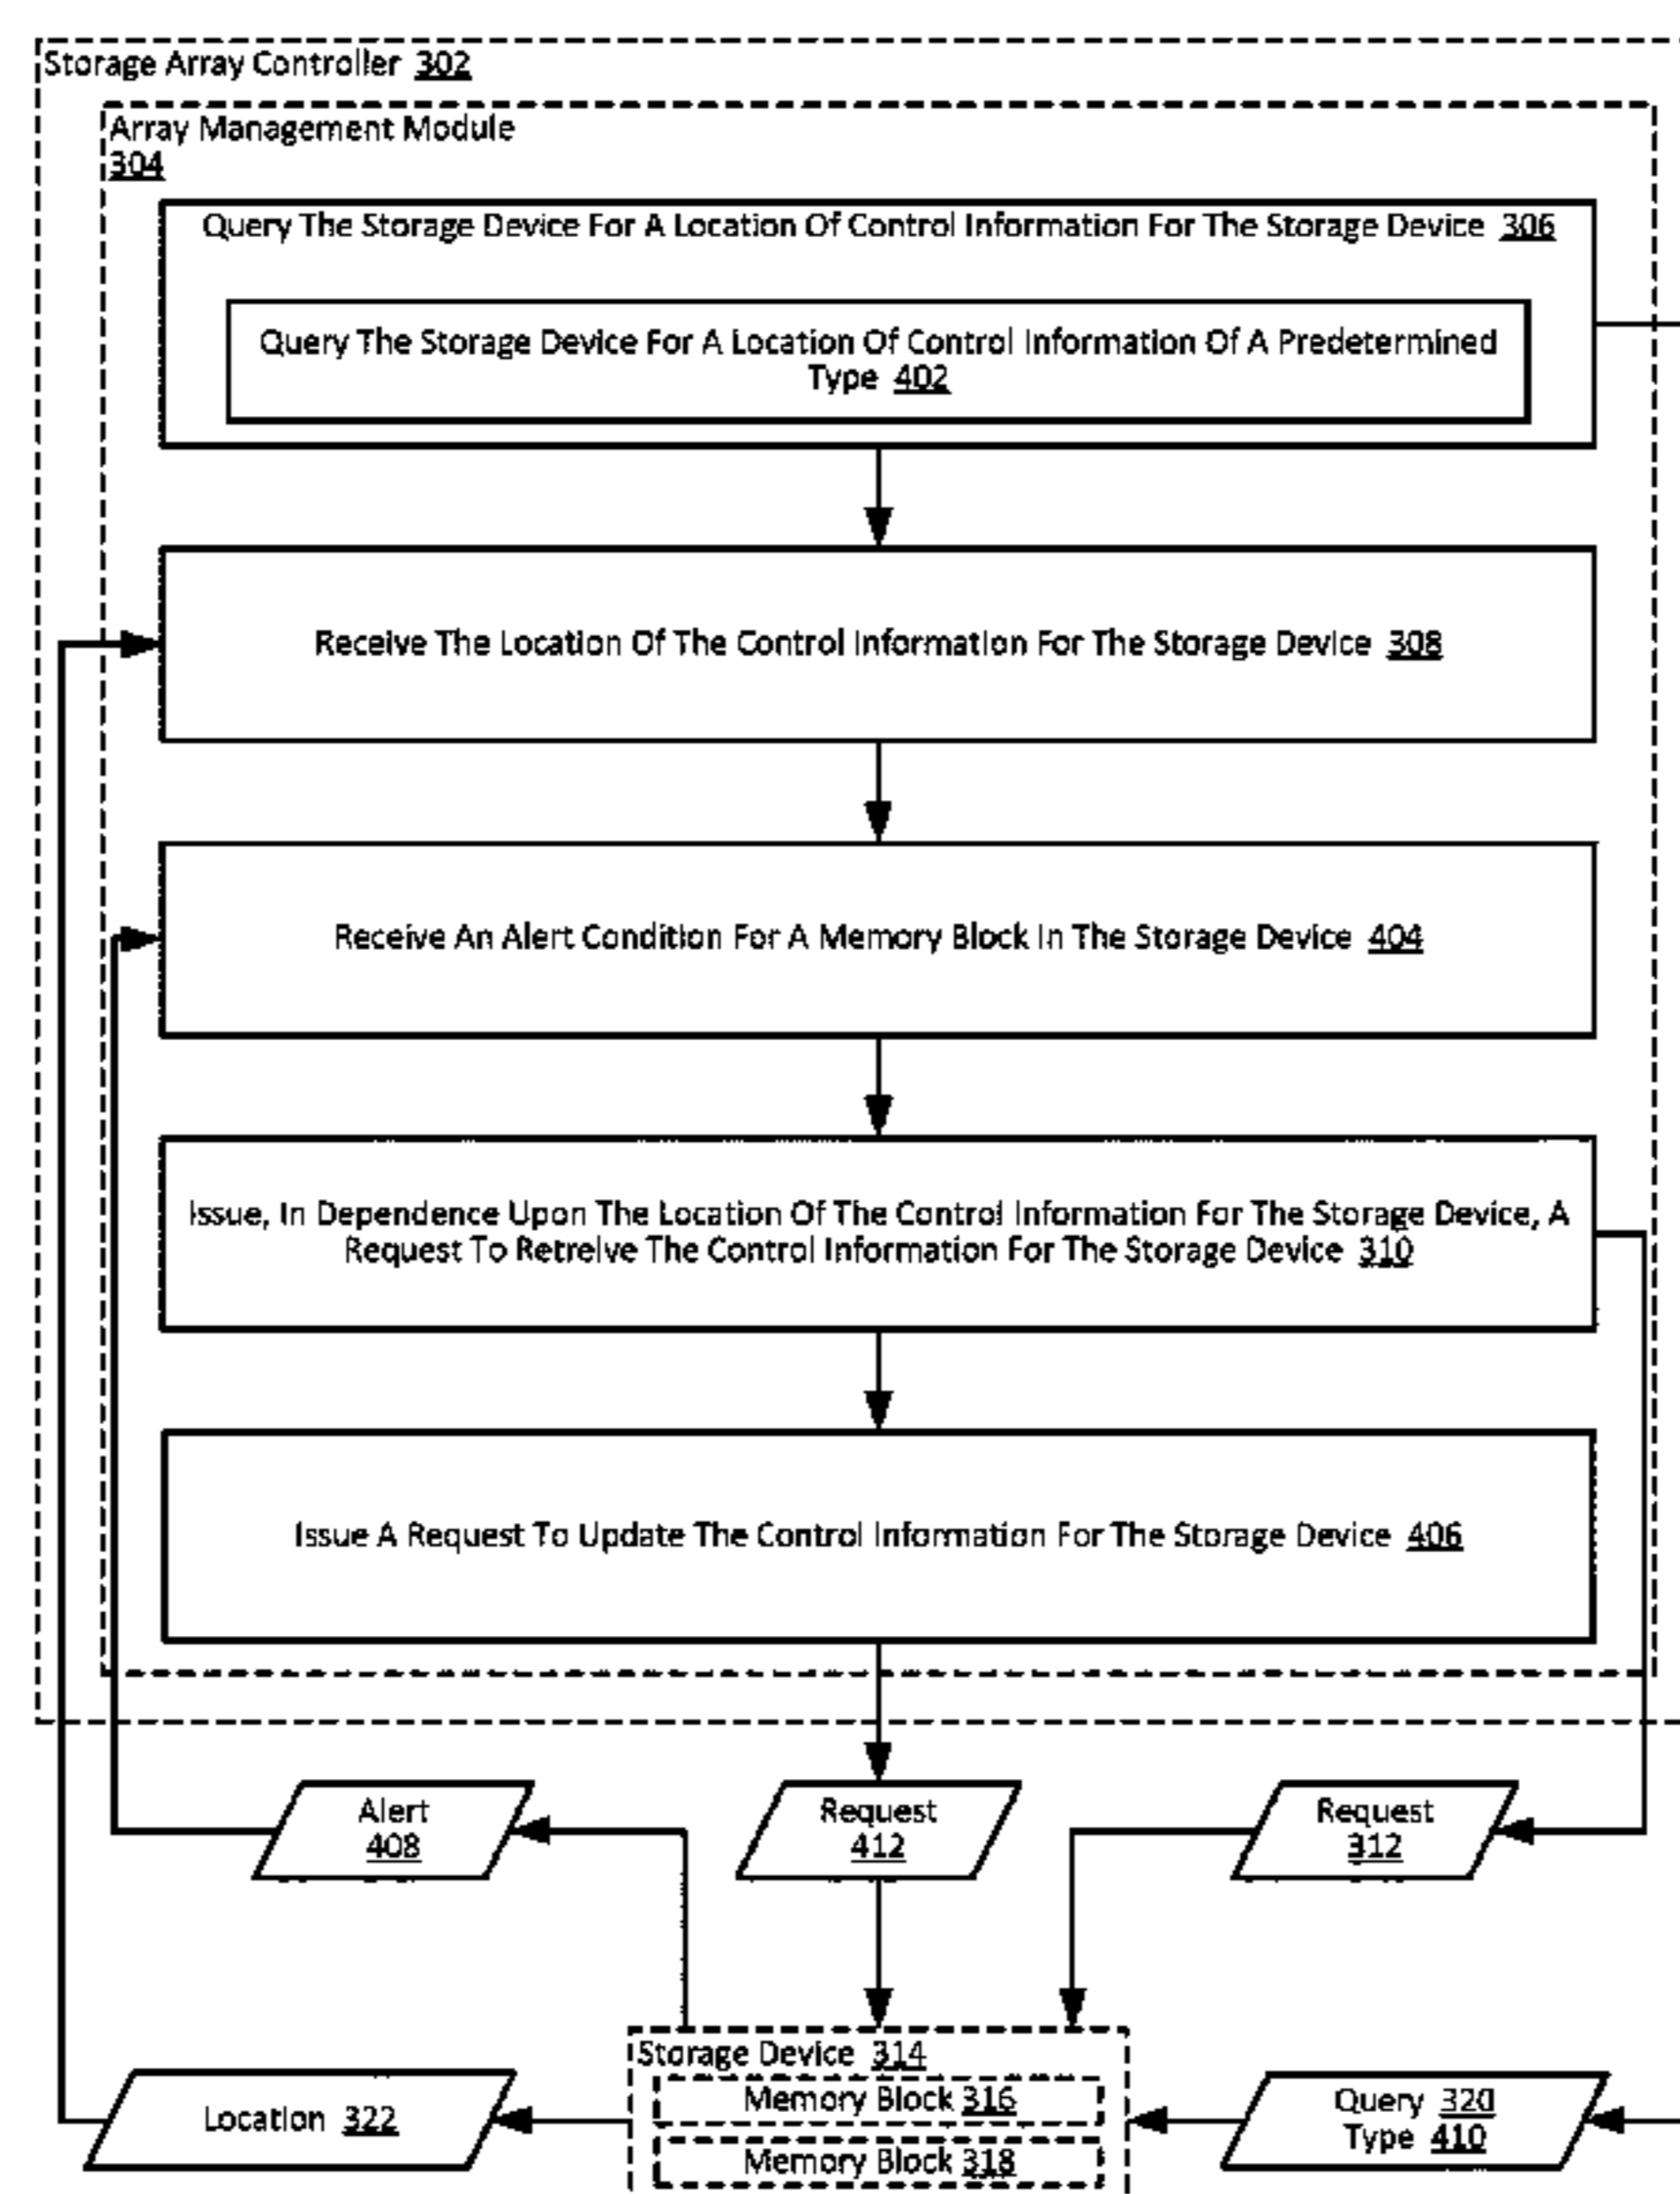 Storage Array Controller 302
Array Management Module
304
Query The Storage Device For A Location Of Control Information For The Storage Device 306
Query The Storage Device For A Location Of Control Information Of A Predetermined
Type 402
Receive The Location Of The Control Information For The Storage Device 308
Receive An Alert Condition For A Memory Block In The Storage Device 404
Issue, In Dependence Upon The Location Of The Control Information For The Storage Device, A
Request To Retreive The Control Information For The Storage Device 310
Issue A Request To Update The Control Information For The Storage Device 406
Alert
408
Request
412
Request
312
Storage Device 314
Memory Block 316
Memory Block 318
Location 322
Query 320
Type 410